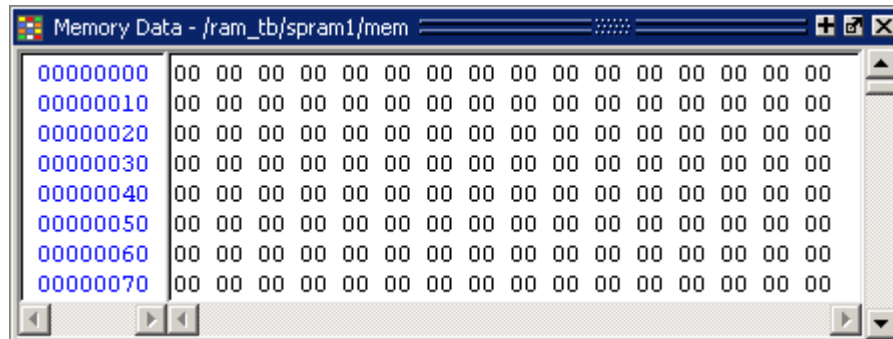 Memory Data - /ram_tb/spram1/mem
00000000 00 00 00 00 00 00 00 00 00 00 00 00 00 00 00 00
00000010 00 00 00 00 00 00 00 00 00 00 00 00 00 00 00 00
00000020 00 00 00 00 00 00 00 00 00 00 00 00 00 00 00 00
00000030 00 00 00 00 00 00 00 00 00 00 00 00 00 00 00 00
00000040 00 00 00 00 00 00 00 00 00 00 00 00 00 00 00 00
00000050 00 00 00 00 00 00 00 00 00 00 00 00 00 00 00 00
00000060 00 00 00 00 00 00 00 00 00 00 00 00 00 00 00 00
00000070 00 00 00 00 00 00 00 00 00 00 00 00 00 00 00 00